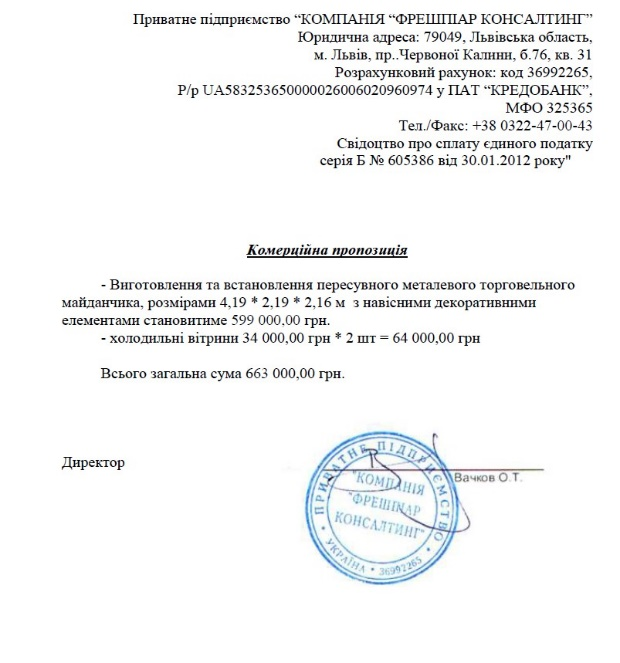 Приватне підприємство “КОМПАНІЯ “ФРЕШПІАР КОНСАЛТИНГ”
Юридична адреса: 79049, Львівська область,
м. Львів, пр..Червоної Калини, б.76, кв. 31
Розрахунковий рахунок: код 36992265,
Р/р UA583253650000026006020960974 у ПАТ “КРЕДОБАНК”,
МФО 325365
Тел./Факс: +38 0322-47-00-43
Свідоцтво про сплату єдиного податку
серія Б № 605386 від 30.01.2012 року"
Комерційна пропозиція
- Виготовлення та встановлення пересувного металевого торговельного
майданчика, розмірами 4,19 * 2,19 * 2,16 м з навісними декоративними
елементами становитиме 599 000,00 грн.
- холодильні вітрини 34 000,00 грн * 2 шт = 64 000,00 грн
Всього загальна сума 663 000,00 грн.
Директор
Вачков О.Т.
ПРИВАТНЕ ПІДПРИЄМСТВО
"КОМПАНІЯ
"ФРЕШПІАР
КОНСАЛТИНГ"
* УКРАЇНА * 36992265 *